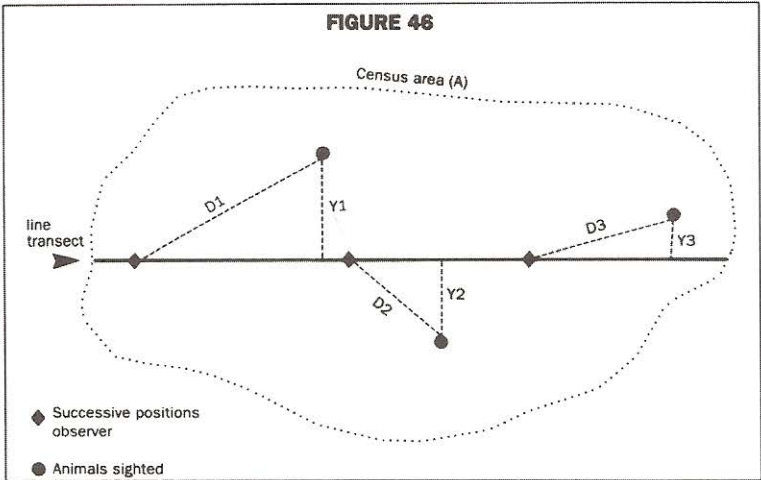 FIGURE 46
Census area (A)
D1
Y1
line
transect
D2
Y2
D3
Y3
Successive positions
observer
Animals sighted